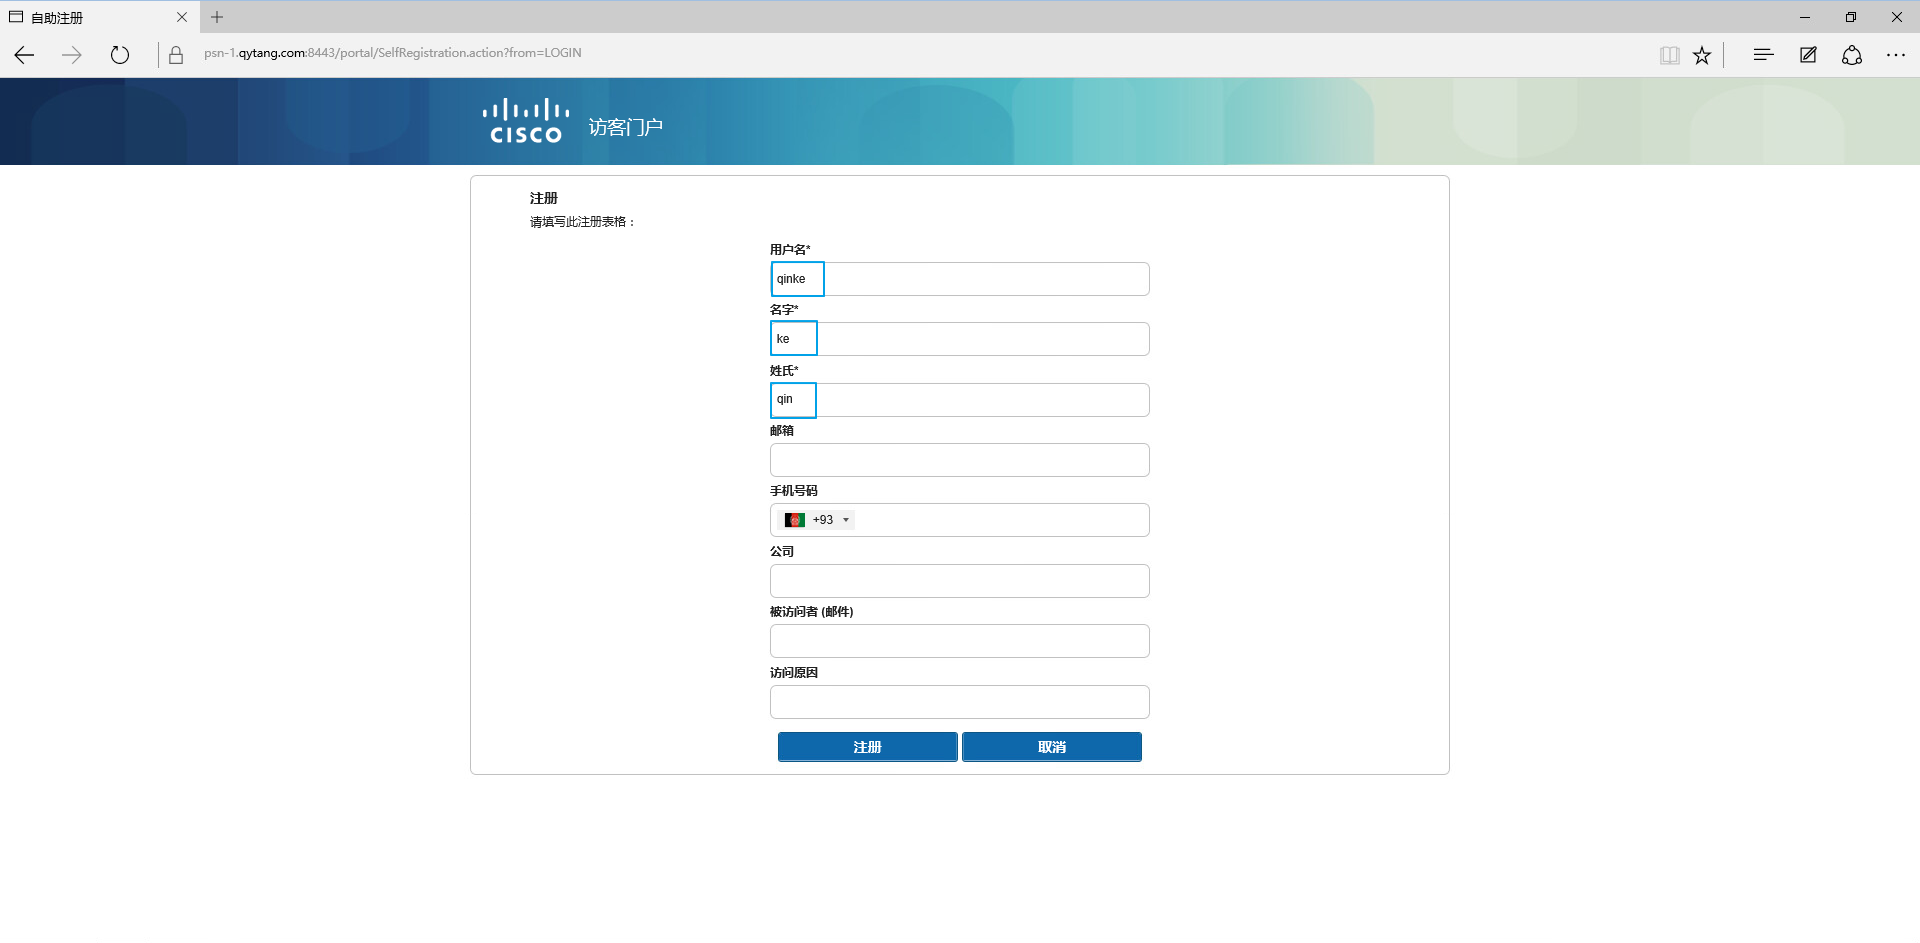 自助注册
psn-1.qytang.com:8443/portal/SelfRegistration.action?from=LOGIN
CISCO 访客门户
注册
请填写此注册表格：
用户名*
qinke
名字*
ke
姓氏*
qin
邮箱
手机号码
+93
公司
被访问者 (邮件)
访问原因
注册 取消